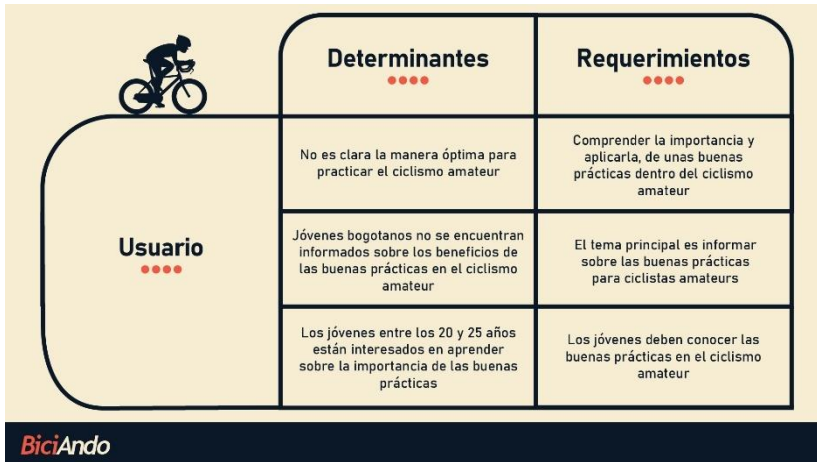 Determinantes
Requerimientos
Usuario
No es clara la manera óptima para
practicar el ciclismo amateur
Comprender la importancia y
aplicarla, de unas buenas
prácticas dentro del ciclismo
amateur
Jóvenes bogotanos no se encuentran
informados sobre los beneficios de
las buenas prácticas en el ciclismo
amateur
El tema principal es informar
sobre las buenas prácticas
para ciclistas amateurs
Los jóvenes entre los 20 y 25 años
están interesados en aprender
sobre la importancia de las buenas
prácticas
Los jóvenes deben conocer las
buenas prácticas en el ciclismo
amateur
BiciAndo